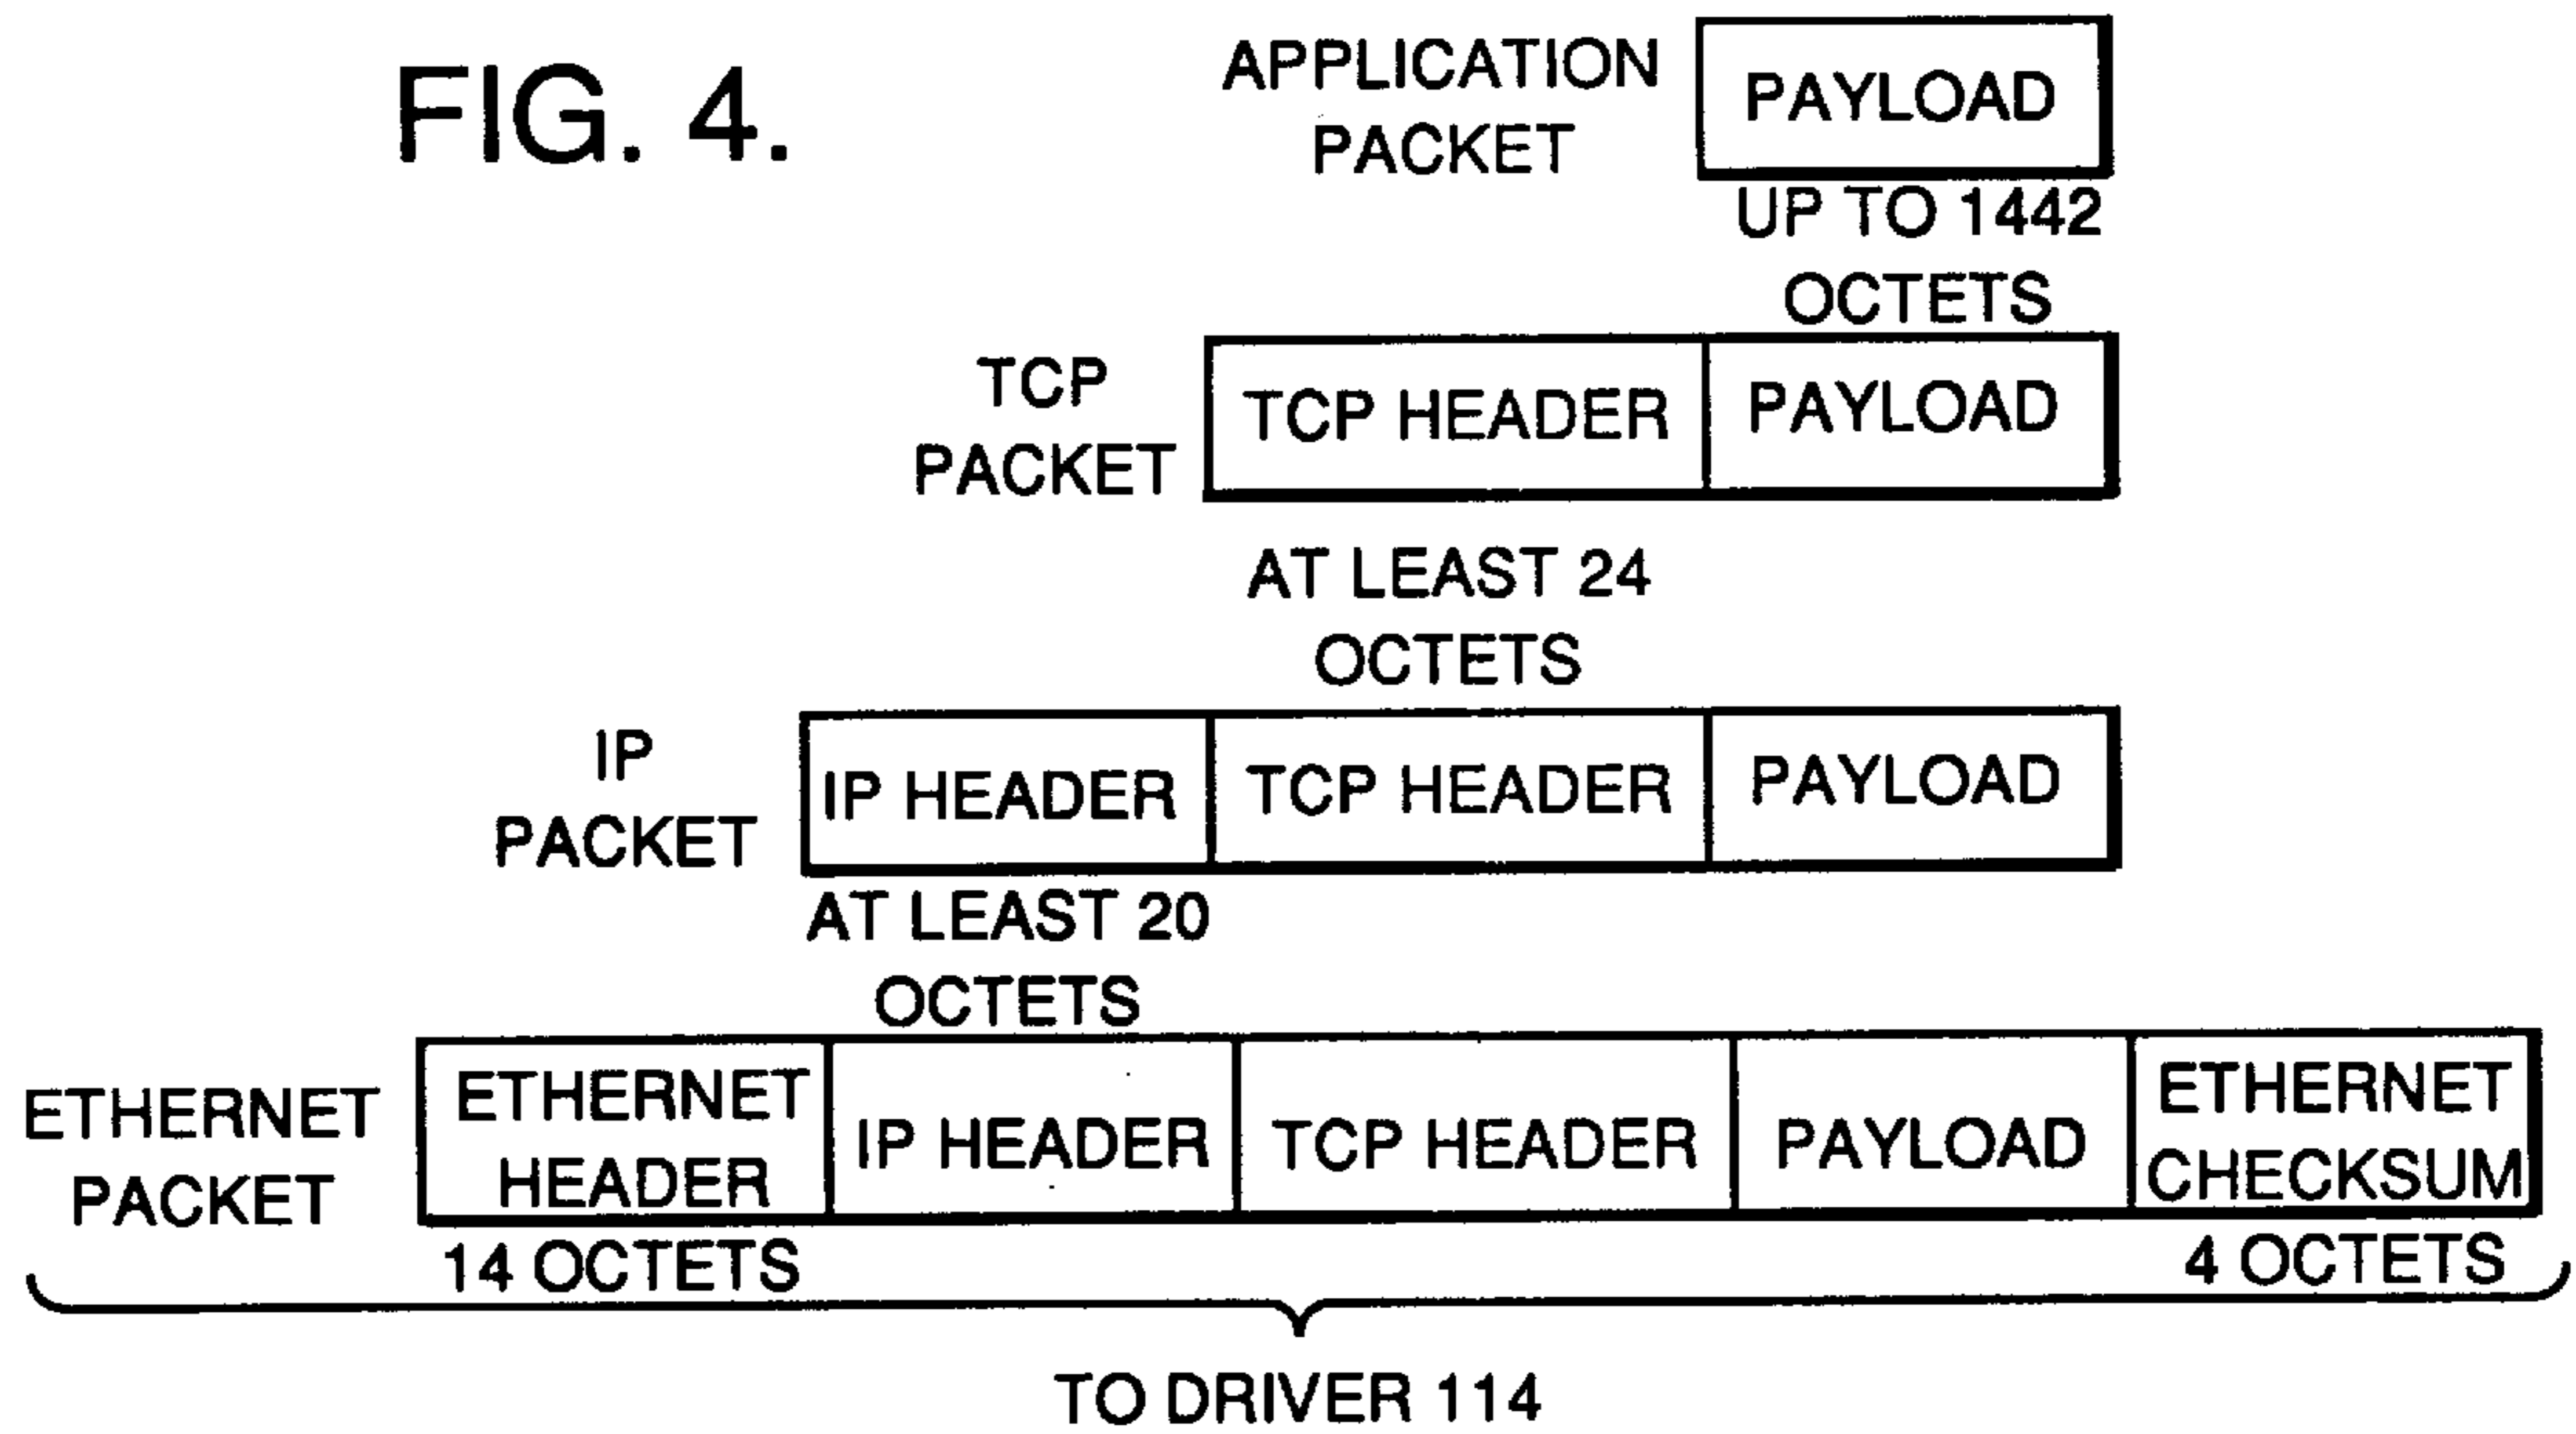 FIG. 4.
APPLICATION
PACKET
PAYLOAD
UP TO 1442
OCTETS
TCP
PACKET
TCP HEADER
PAYLOAD
AT LEAST 24
OCTETS
IP
PACKET
IP HEADER
TCP HEADER
PAYLOAD
AT LEAST 20
OCTETS
ETHERNET
PACKET
ETHERNET
HEADER
IP HEADER
TCP HEADER
PAYLOAD
ETHERNET
CHECKSUM
14 OCTETS
4 OCTETS
TO DRIVER 114